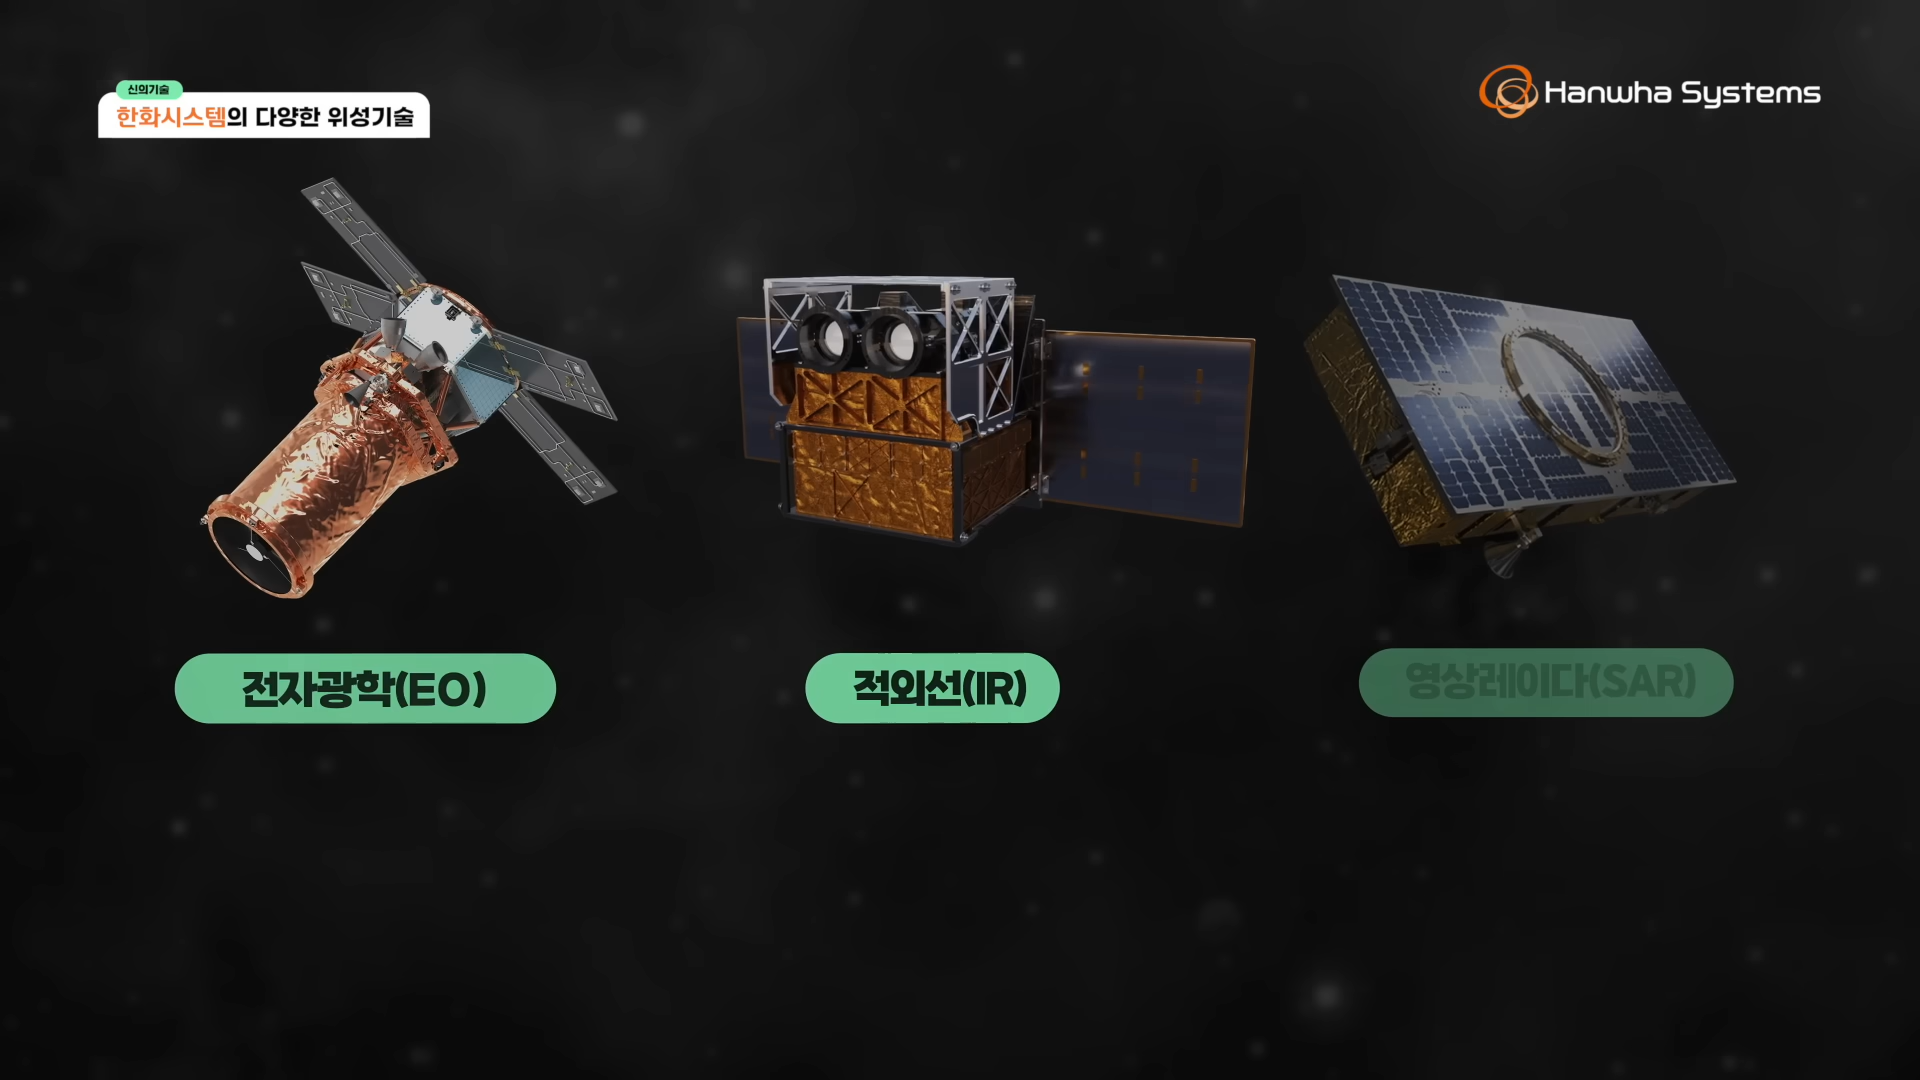 신의기술
한화시스템의 다양한 위성기술
Hanwha Systems
전자광학(EO)
적외선(IR)
영상레이다(SAR)